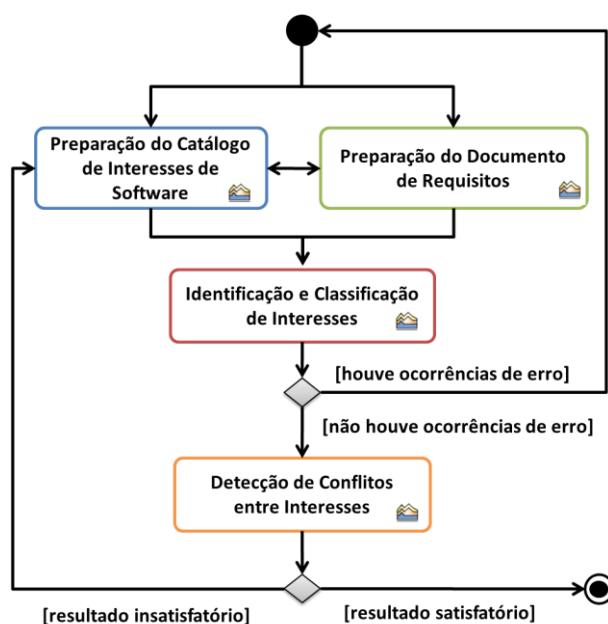 Preparação do Catálogo
de Interesses de
Software
Preparação do Documento
de Requisitos
Identificação e Classificação
de Interesses
[houve ocorrências de erro]
[não houve ocorrências de erro]
Detecção de Conflitos
entre Interesses
[resultado insatisfatório]
[resultado satisfatório]